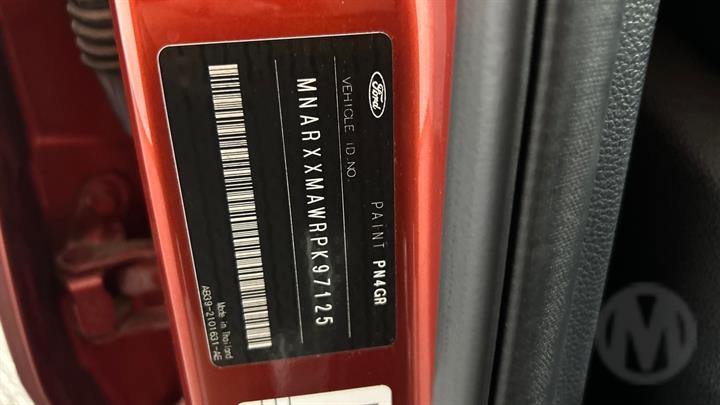 Ford
VEHICLE ID.NO.
MNARXXMAWRPK97125
PAINT PN4GR
Made in Thailand
AB39-2101631-AE
M